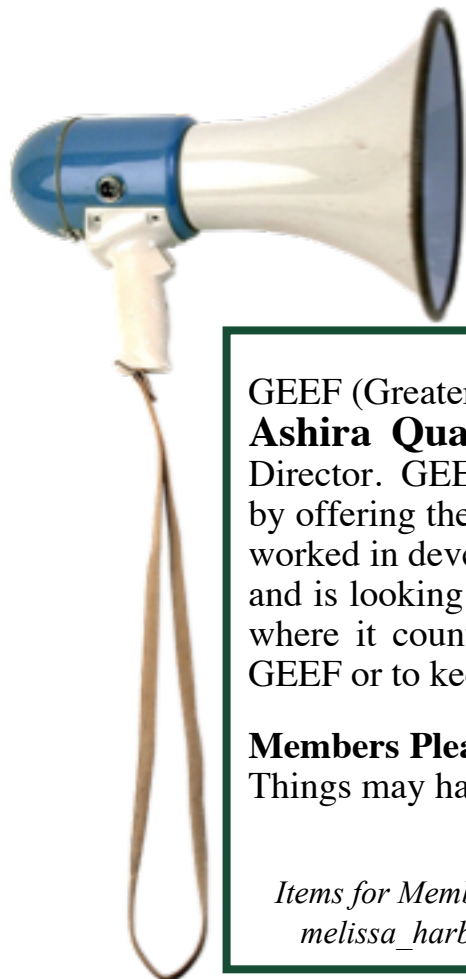 GEEF (Greater
Ashira Qua
Director. GEE
by offering the
worked in deve
and is looking
where it coun
GEEF or to kee
Members Plea
Things may ha
Items for Memb
melissa_harb